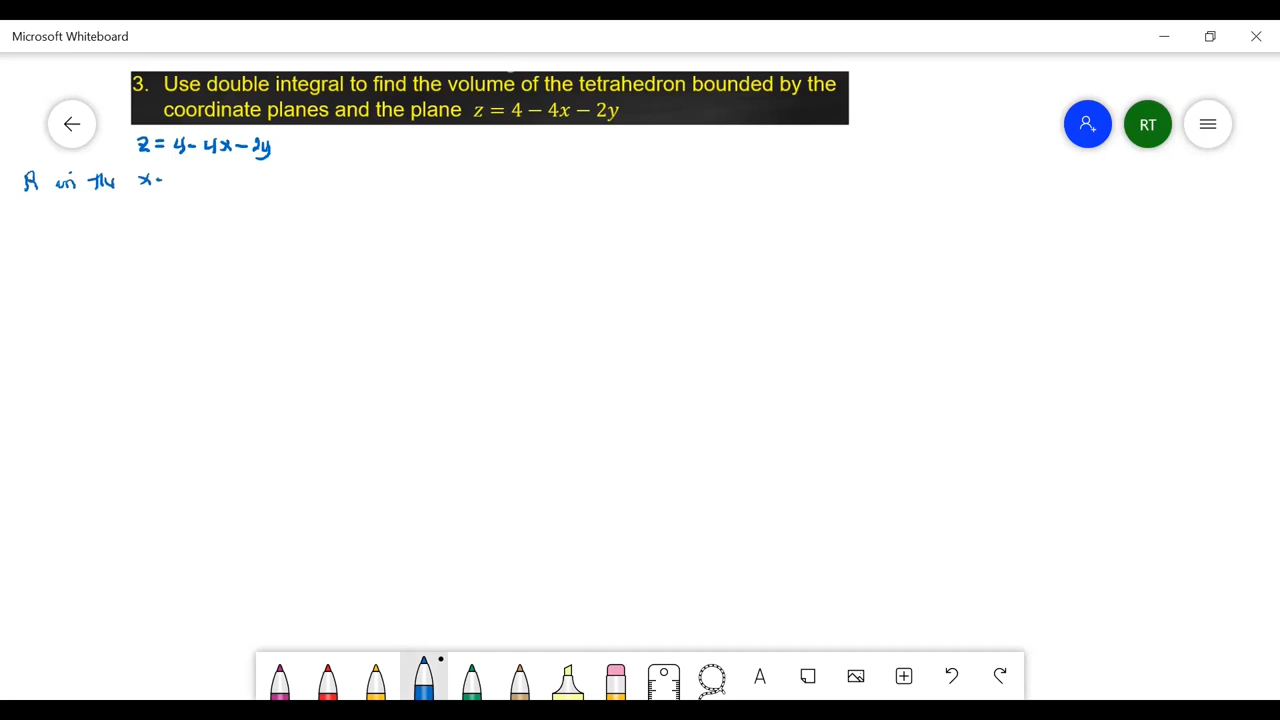 Microsoft Whiteboard
3. Use double integral to find the volume of the tetrahedron bounded by the
coordinate planes and the plane z = 4 − 4x − 2y
RT
z = 4 - 4x - 2y
R in the x -
A